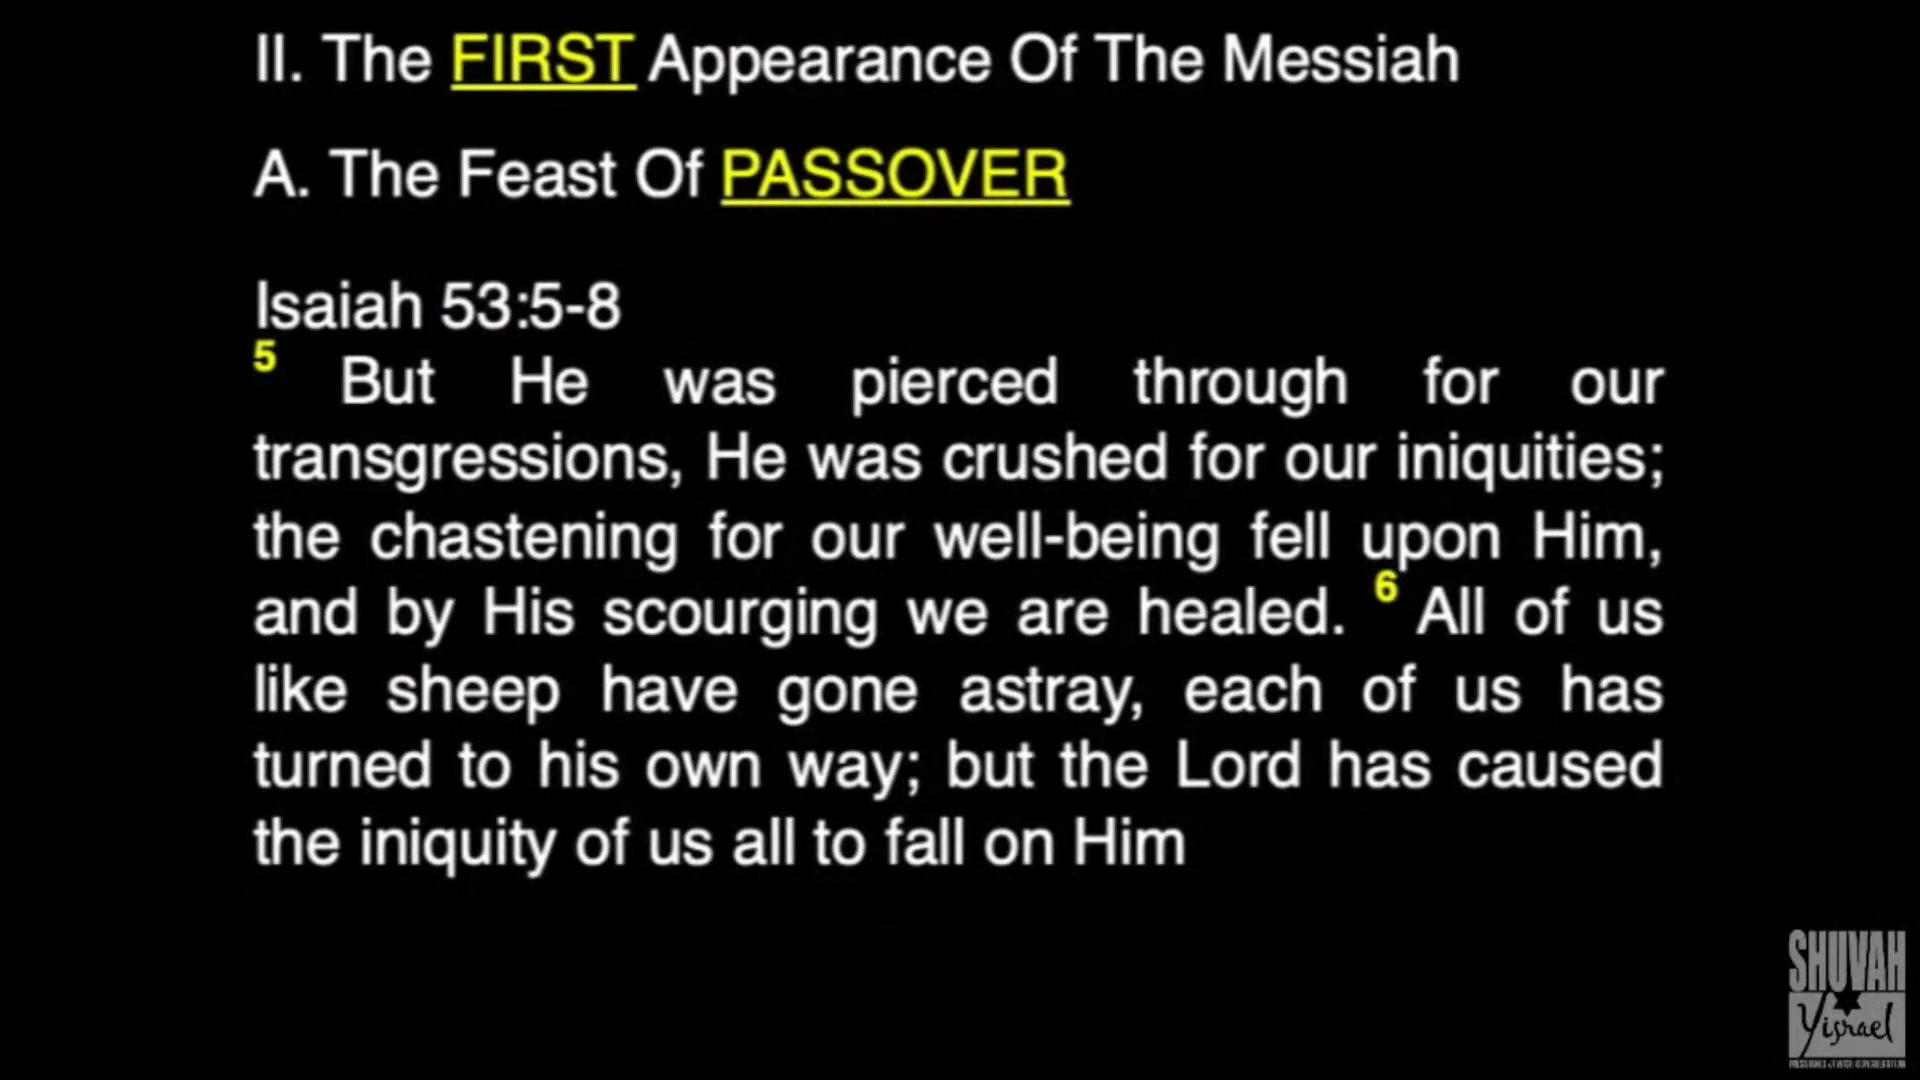 II. The FIRST Appearance Of The Messiah
A. The Feast Of PASSOVER
Isaiah 53:5-8
5 But He was pierced through for our
transgressions, He was crushed for our iniquities;
the chastening for our well-being fell upon Him,
and by His scourging we are healed. 6 All of us
like sheep have gone astray, each of us has
turned to his own way; but the Lord has caused
the iniquity of us all to fall on Him
SHUVAH
Yisrael